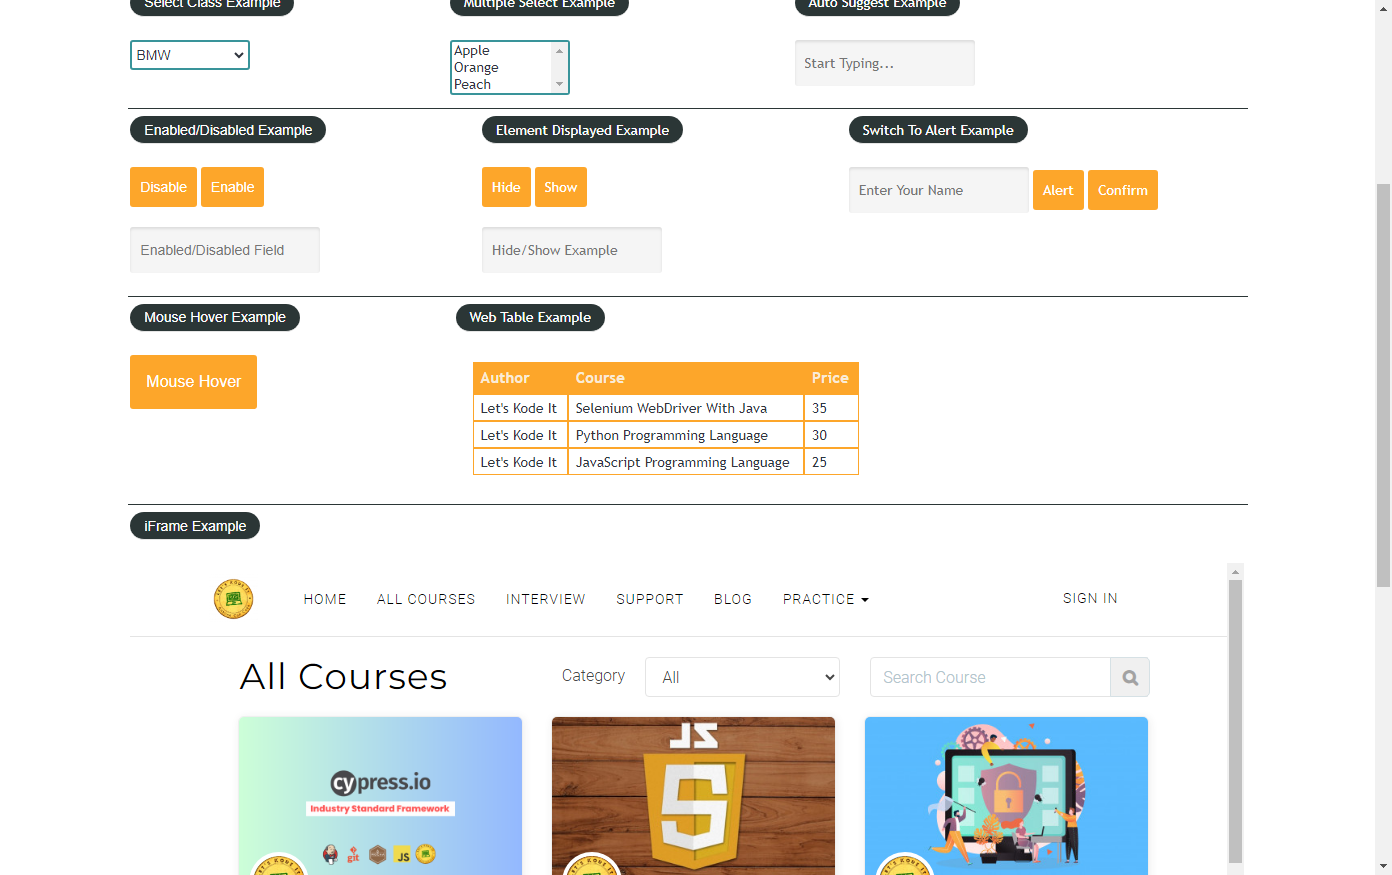 Select Class Example
Multiple Select Example
Auto Suggest Example
BMW
Apple
Orange
Peach
Start Typing...
Enabled/Disabled Example
Element Displayed Example
Switch To Alert Example
Disable
Enable
Hide
Show
Enter Your Name
Alert
Confirm
Enabled/Disabled Field
Hide/Show Example
Mouse Hover Example
Web Table Example
Mouse Hover
Author Course Price
Let's Kode It Selenium WebDriver With Java 35
Let's Kode It Python Programming Language 30
Let's Kode It JavaScript Programming Language 25
iFrame Example
HOME ALL COURSES INTERVIEW SUPPORT BLOG PRACTICE SIGN IN
All Courses
Category
All
Search Course
cypress.io
Industry Standard Framework
git
JS
JS